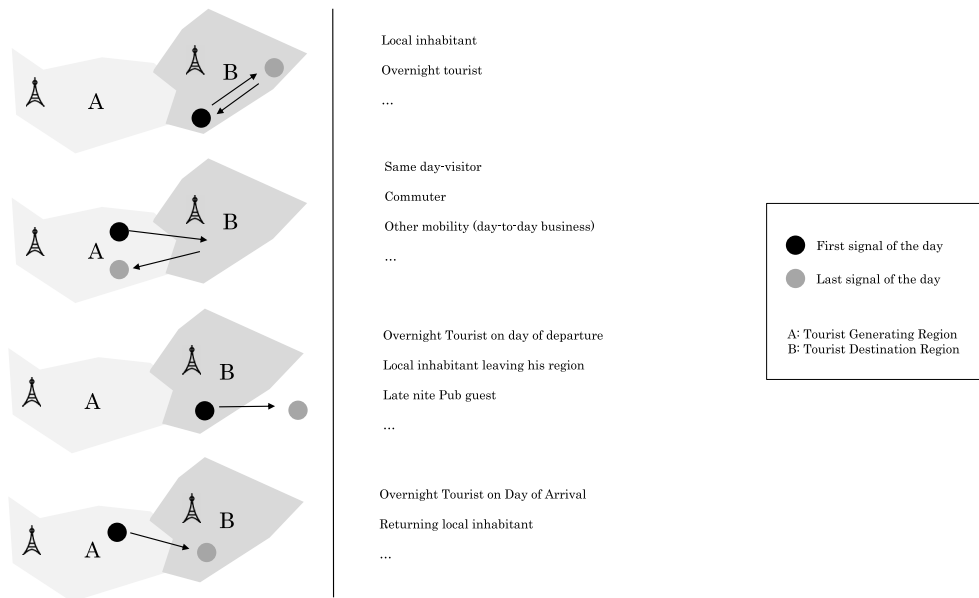 A
B
Local inhabitant
Overnight tourist
...
A
B
Same day-visitor
Commuter
Other mobility (day-to-day business)
...
A
B
Overnight Tourist on day of departure
Local inhabitant leaving his region
Late nite Pub guest
...
A
B
Overnight Tourist on Day of Arrival
Returning local inhabitant
...
First signal of the day
Last signal of the day
A: Tourist Generating Region
B: Tourist Destination Region